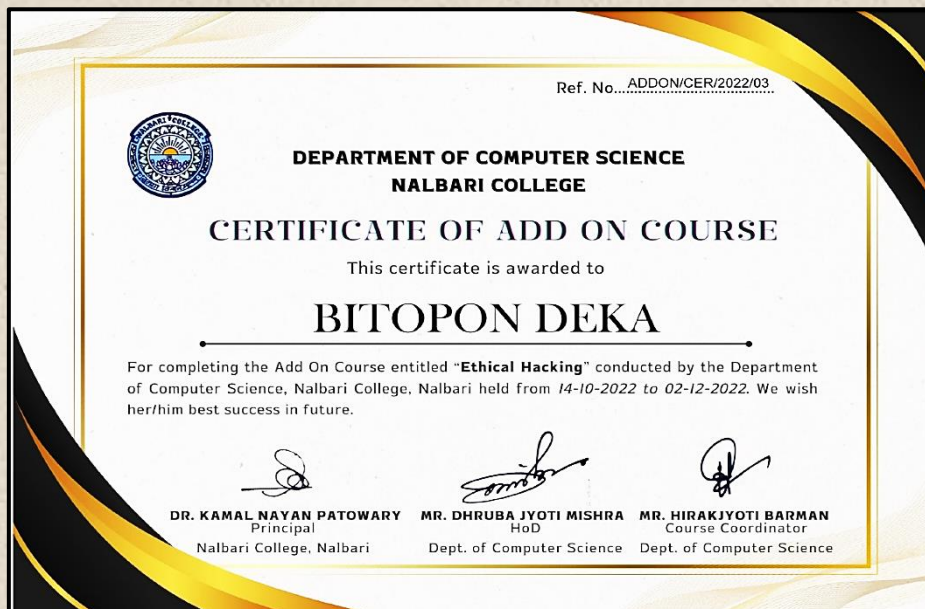 Ref. No...ADDON/CER/2022/03
NALBARI COLLEGE
DEPARTMENT OF COMPUTER SCIENCE
NALBARI COLLEGE
CERTIFICATE OF ADD ON COURSE
This certificate is awarded to
BITOPON DEKA
For completing the Add On Course entitled "Ethical Hacking" conducted by the Department
of Computer Science, Nalbari College, Nalbari held from 14-10-2022 to 02-12-2022. We wish
her/him best success in future.
DR. KAMAL NAYAN PATOWARY MR. DHRUBA JYOTI MISHRA MR. HIRAKJYOTI BARMAN
Principal HoD Course Coordinator
Nalbari College, Nalbari Dept. of Computer Science Dept. of Computer Science